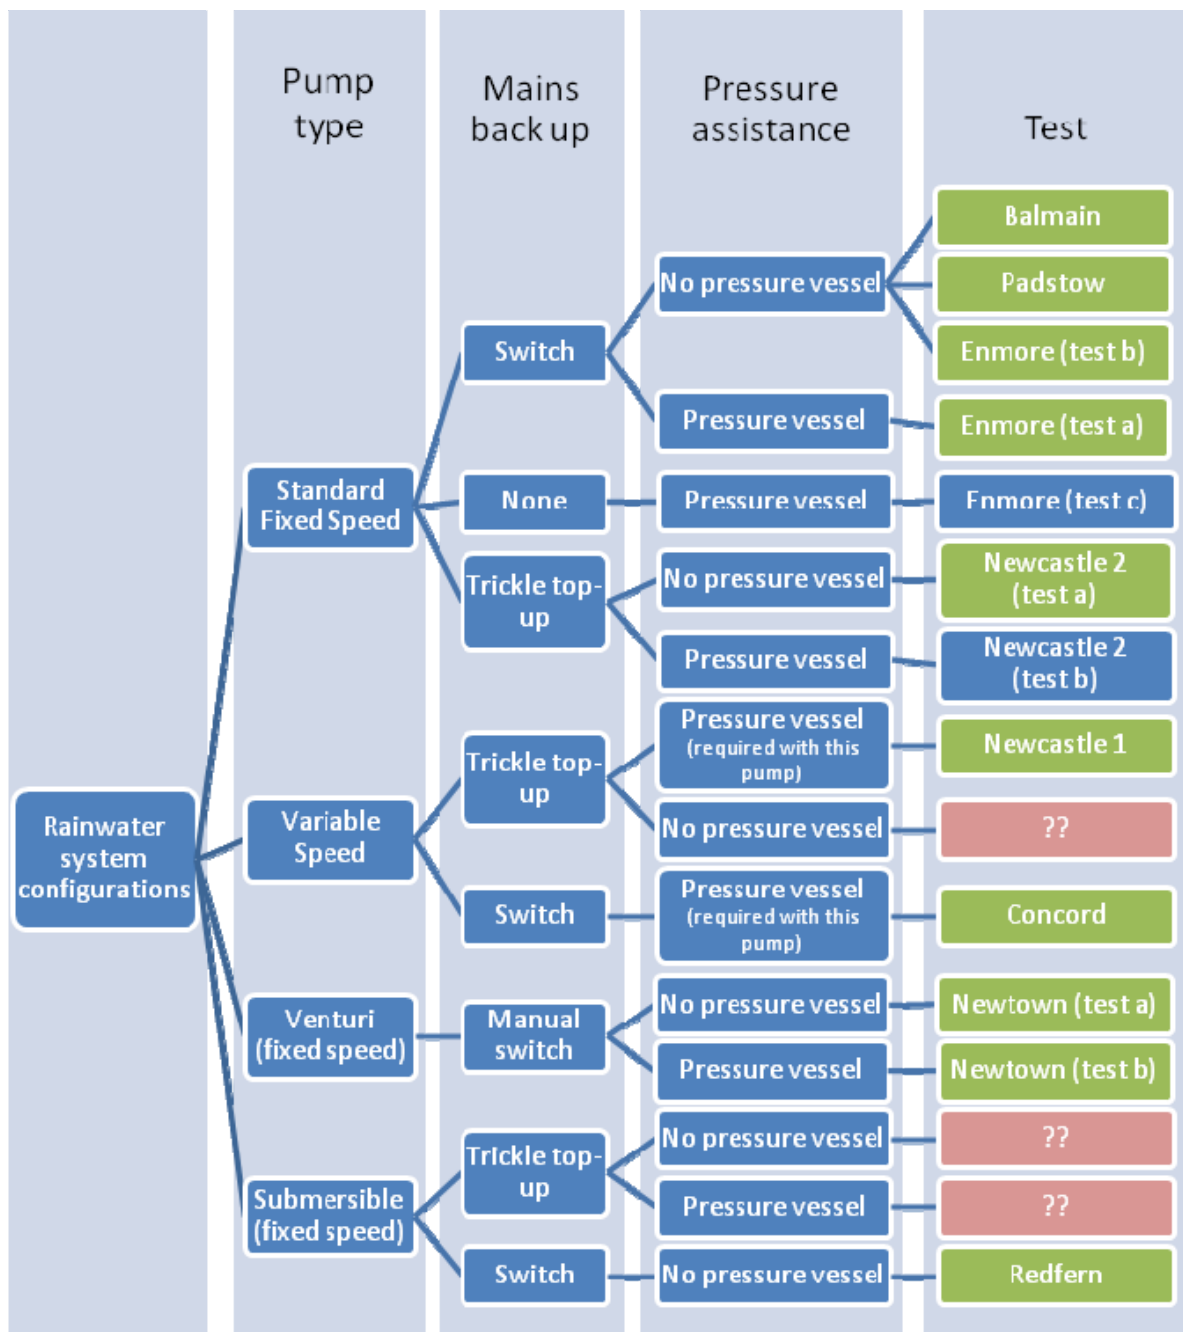 Pump
type
Mains
back up
Pressure
assistance
Test
Rainwater
system
configurations
Standard
Fixed Speed
Switch
No pressure vessel
Balmain
Padstow
Enmore (test b)
Pressure vessel
Enmore (test a)
None
Pressure vessel
Enmore (test c)
Trickle top-
up
No pressure vessel
Newcastle 2
(test a)
Pressure vessel
Newcastle 2
(test b)
Variable
Speed
Trickle top-
up
Pressure vessel
(required with this
pump)
Newcastle 1
No pressure vessel
??
Switch
Pressure vessel
(required with this
pump)
Concord
Venturi
(fixed speed)
Manual
switch
No pressure vessel
Newtown (test a)
Pressure vessel
Newtown (test b)
Submersible
(fixed speed)
Trickle top-
up
No pressure vessel
??
Pressure vessel
??
Switch
No pressure vessel
Redfern